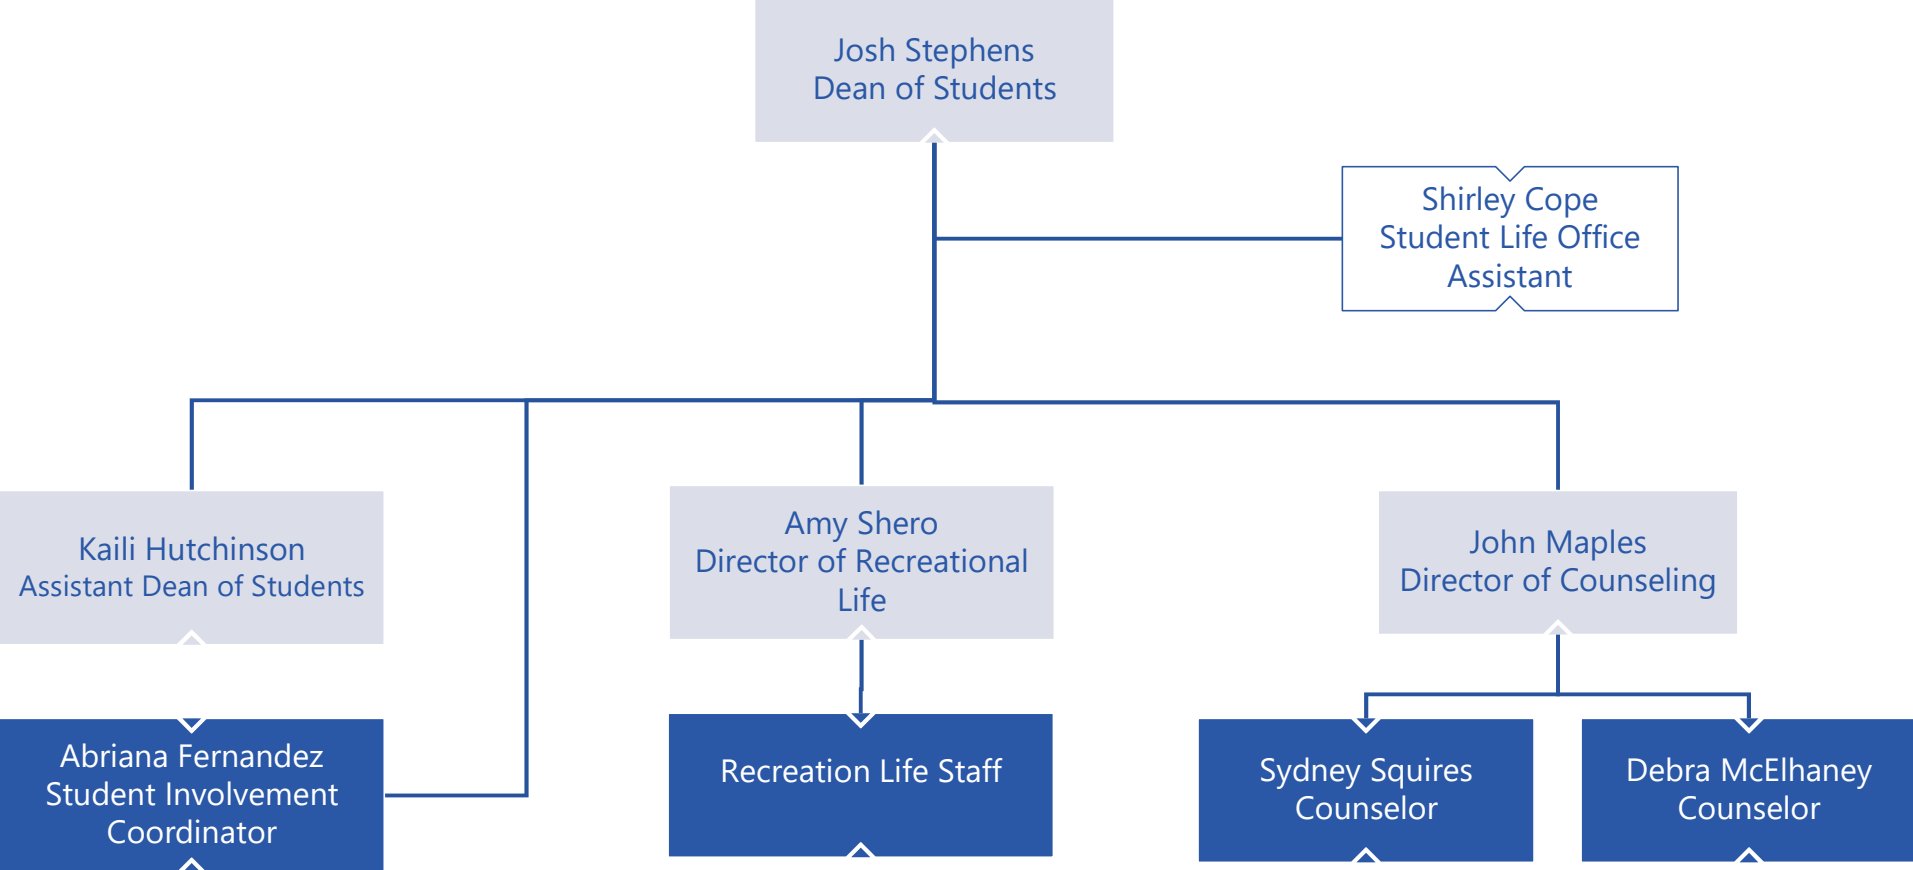 Josh Stephens
Dean of Students
Shirley Cope
Student Life Office
Assistant
Kaili Hutchinson
Assistant Dean of Students
Amy Shero
Director of Recreational
Life
John Maples
Director of Counseling
Abriana Fernandez
Student Involvement
Coordinator
Recreation Life Staff
Sydney Squires
Counselor
Debra McElhaney
Counselor